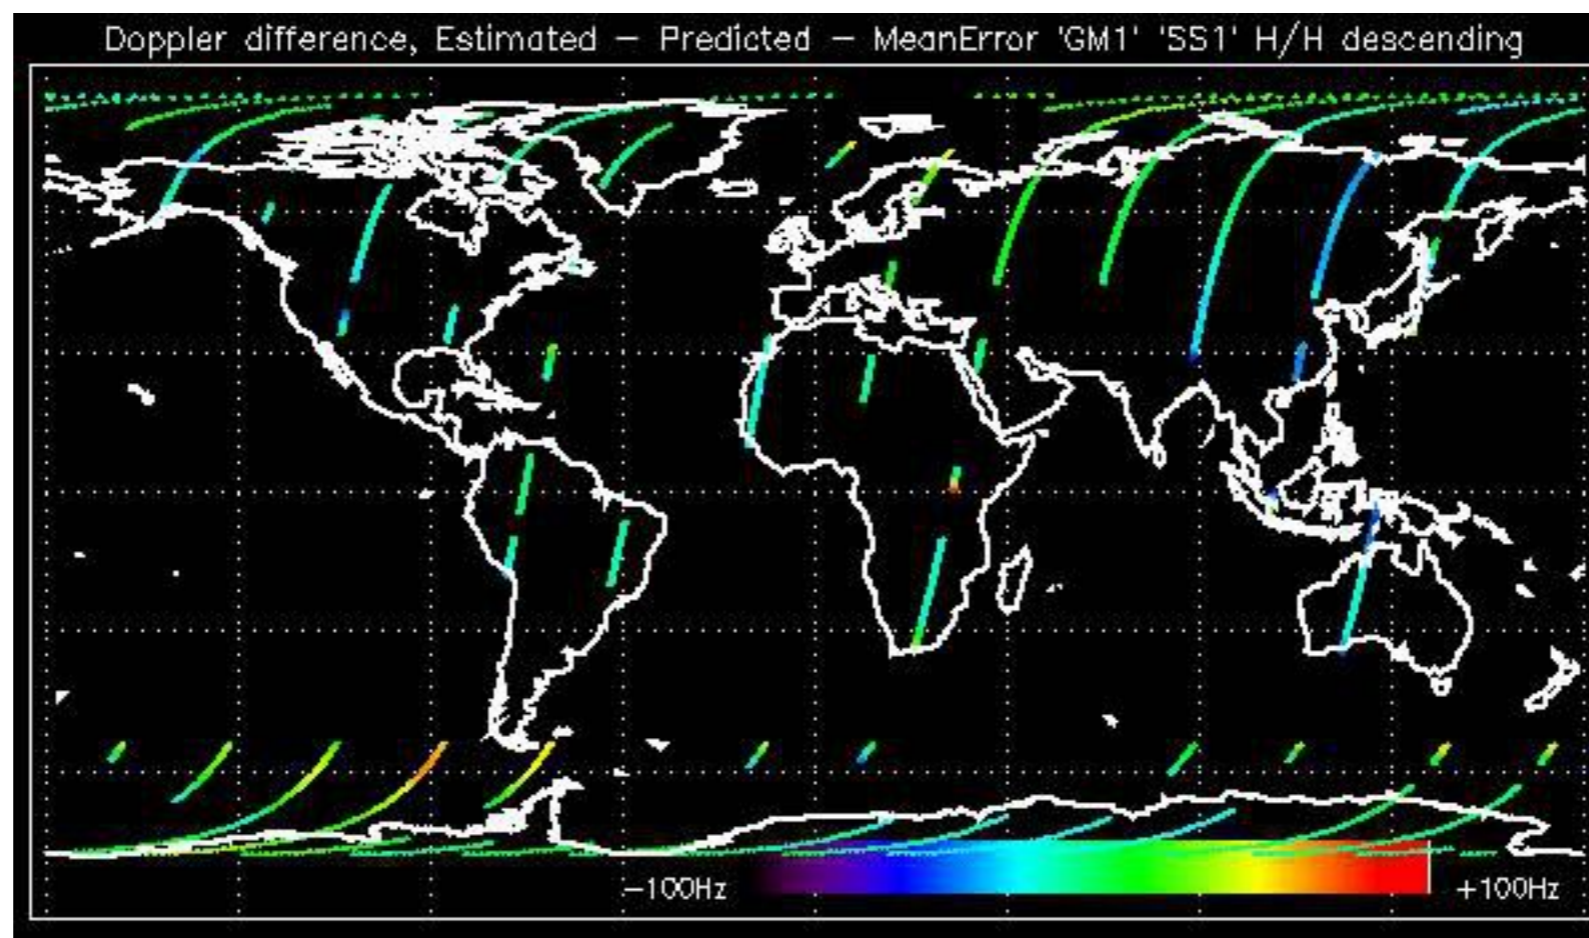 Doppler difference, Estimated – Predicted – MeanError 'GM1' 'SS1' H/H descending
–100Hz
+100Hz